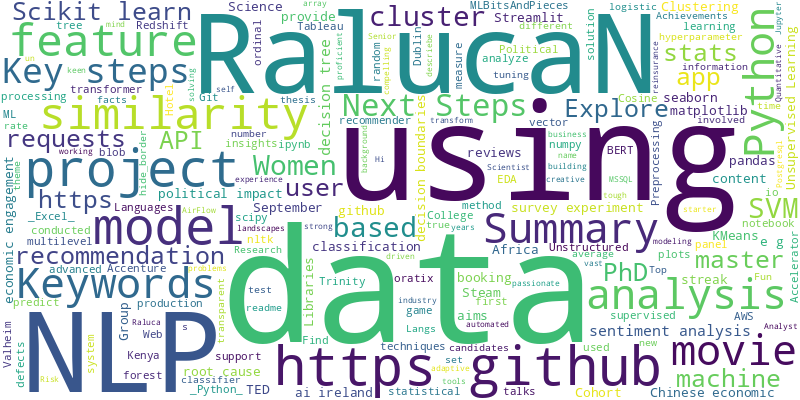 Scikit learn
Redshift
Science
ordinal
provide
Tableau
cluster
Streamlit
MLBitsAndPieces
Clustering
Achievements
logistic
Jupyter
array
mind
tree
un
feature
Key steps
RalucaN
random
Senior
proficient
Dublin
measure
Political
analyze
tuning
compelling
describe
different
learning
solution
stats
hyperparameter
information
app
Python
time
Quantitative
Unsupervised Learning
reinsurance
processing
transformer
facts
Git
thesis
solving
self
keen
ML
rate
number
insights
ipynb
similarity
decision tree
recommender
Next Steps
Explore
seaborn
matplotlib
Cosine
vector
transform
involved
requests
API
blob
hide_border
Hotel
business
name
numpy
building
creative
BERT
MSSQL
pandas
Postgresql
Preprocessing
project
Women
user
background
Hi
Scientist
reviews
EDA
tough
content
io
using
decision boundaries
https
political impact
experience
working
theme
economic engagement
_Excel_
Languages
AirFlow
landscapes
September
github
true
years
College
method
survey experiment
SVM
notebook
scipy
strong
model
based
conducted
multilevel
nltk
Research
classification
Africa
Unstructured
KMeans
e g
modeling
panel
starter
Summary
recommendation
advanced
Accenture
problems
driven
Libraries
Trinity
oratix
industry
vast
booking
Steam
first
average
plots
Top
passionate
PhD
master
streak
Fun
Accelerator
Keywords
predict
production
test
readme
transparent
game
aims
supervised
data
analysis
Valheim
NLP
Raluca
s
Web
Group
Kenya
support
Find
Langs
automated
techniques
candidates
used
new
sentiment analysis
AWS
Analyst
defects
system
Risk
forest
classifier
root cause
_Python_
TED
https github
ai ireland
statistical
set
adaptive
tools
talks
movie
machine
Cohort
Chinese economic